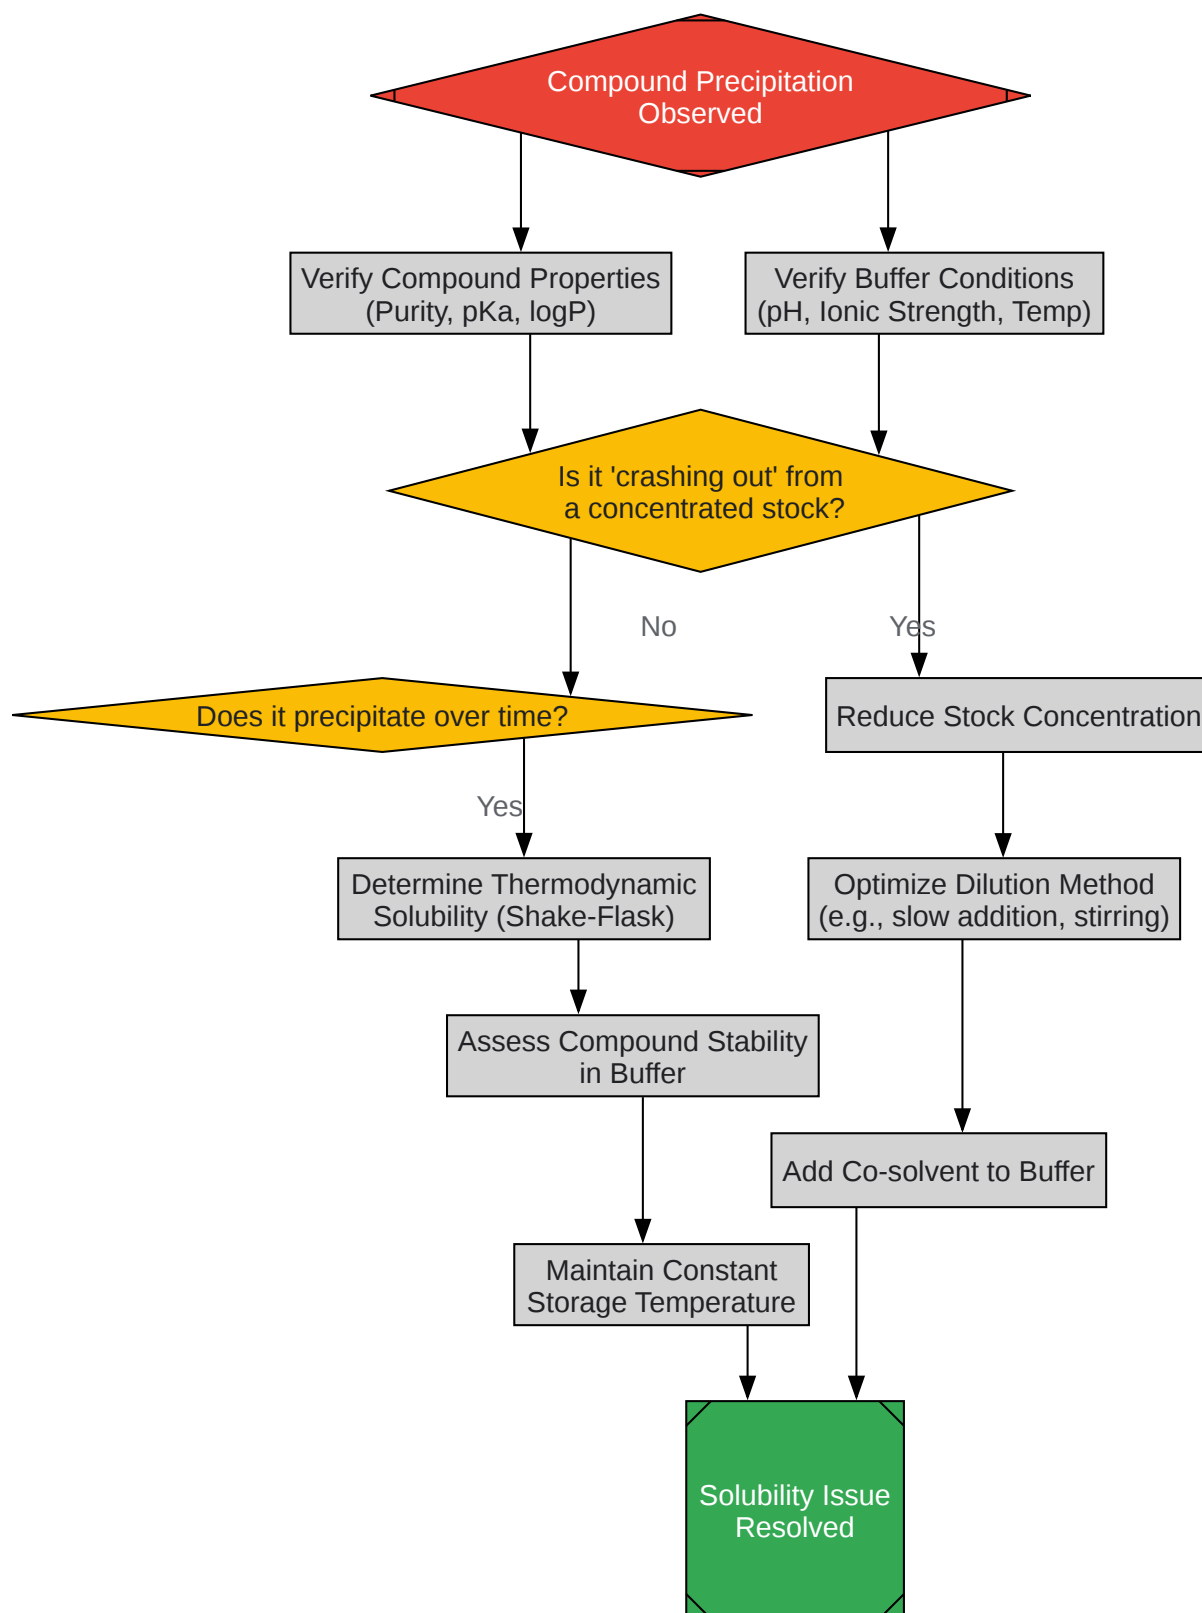 Compound Precipitation
Observed
Verify Compound Properties
(Purity, pKa, logP)
Verify Buffer Conditions
(pH, Ionic Strength, Temp)
Is it 'crashing out' from
a concentrated stock?
No
Yes
Does it precipitate over time?
Reduce Stock Concentration
Yes
Determine Thermodynamic
Solubility (Shake-Flask)
Optimize Dilution Method
(e.g., slow addition, stirring)
Assess Compound Stability
in Buffer
Add Co-solvent to Buffer
Maintain Constant
Storage Temperature
Solubility Issue
Resolved